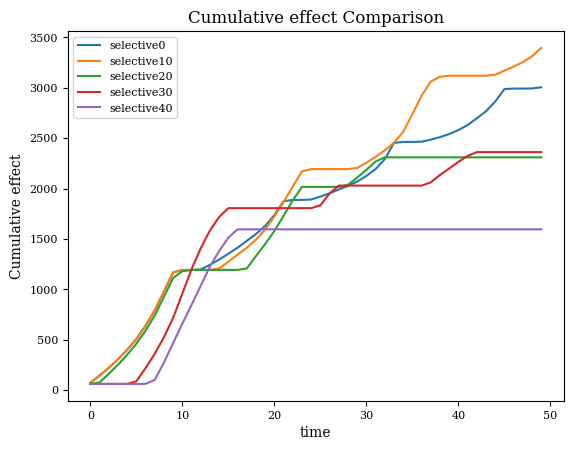 Cumulative effect Comparison
3500
3000
2500
2000
1500
1000
500
0
Cumulative effect
selective0
selective10
selective20
selective30
selective40
0
10
20
30
40
50
time